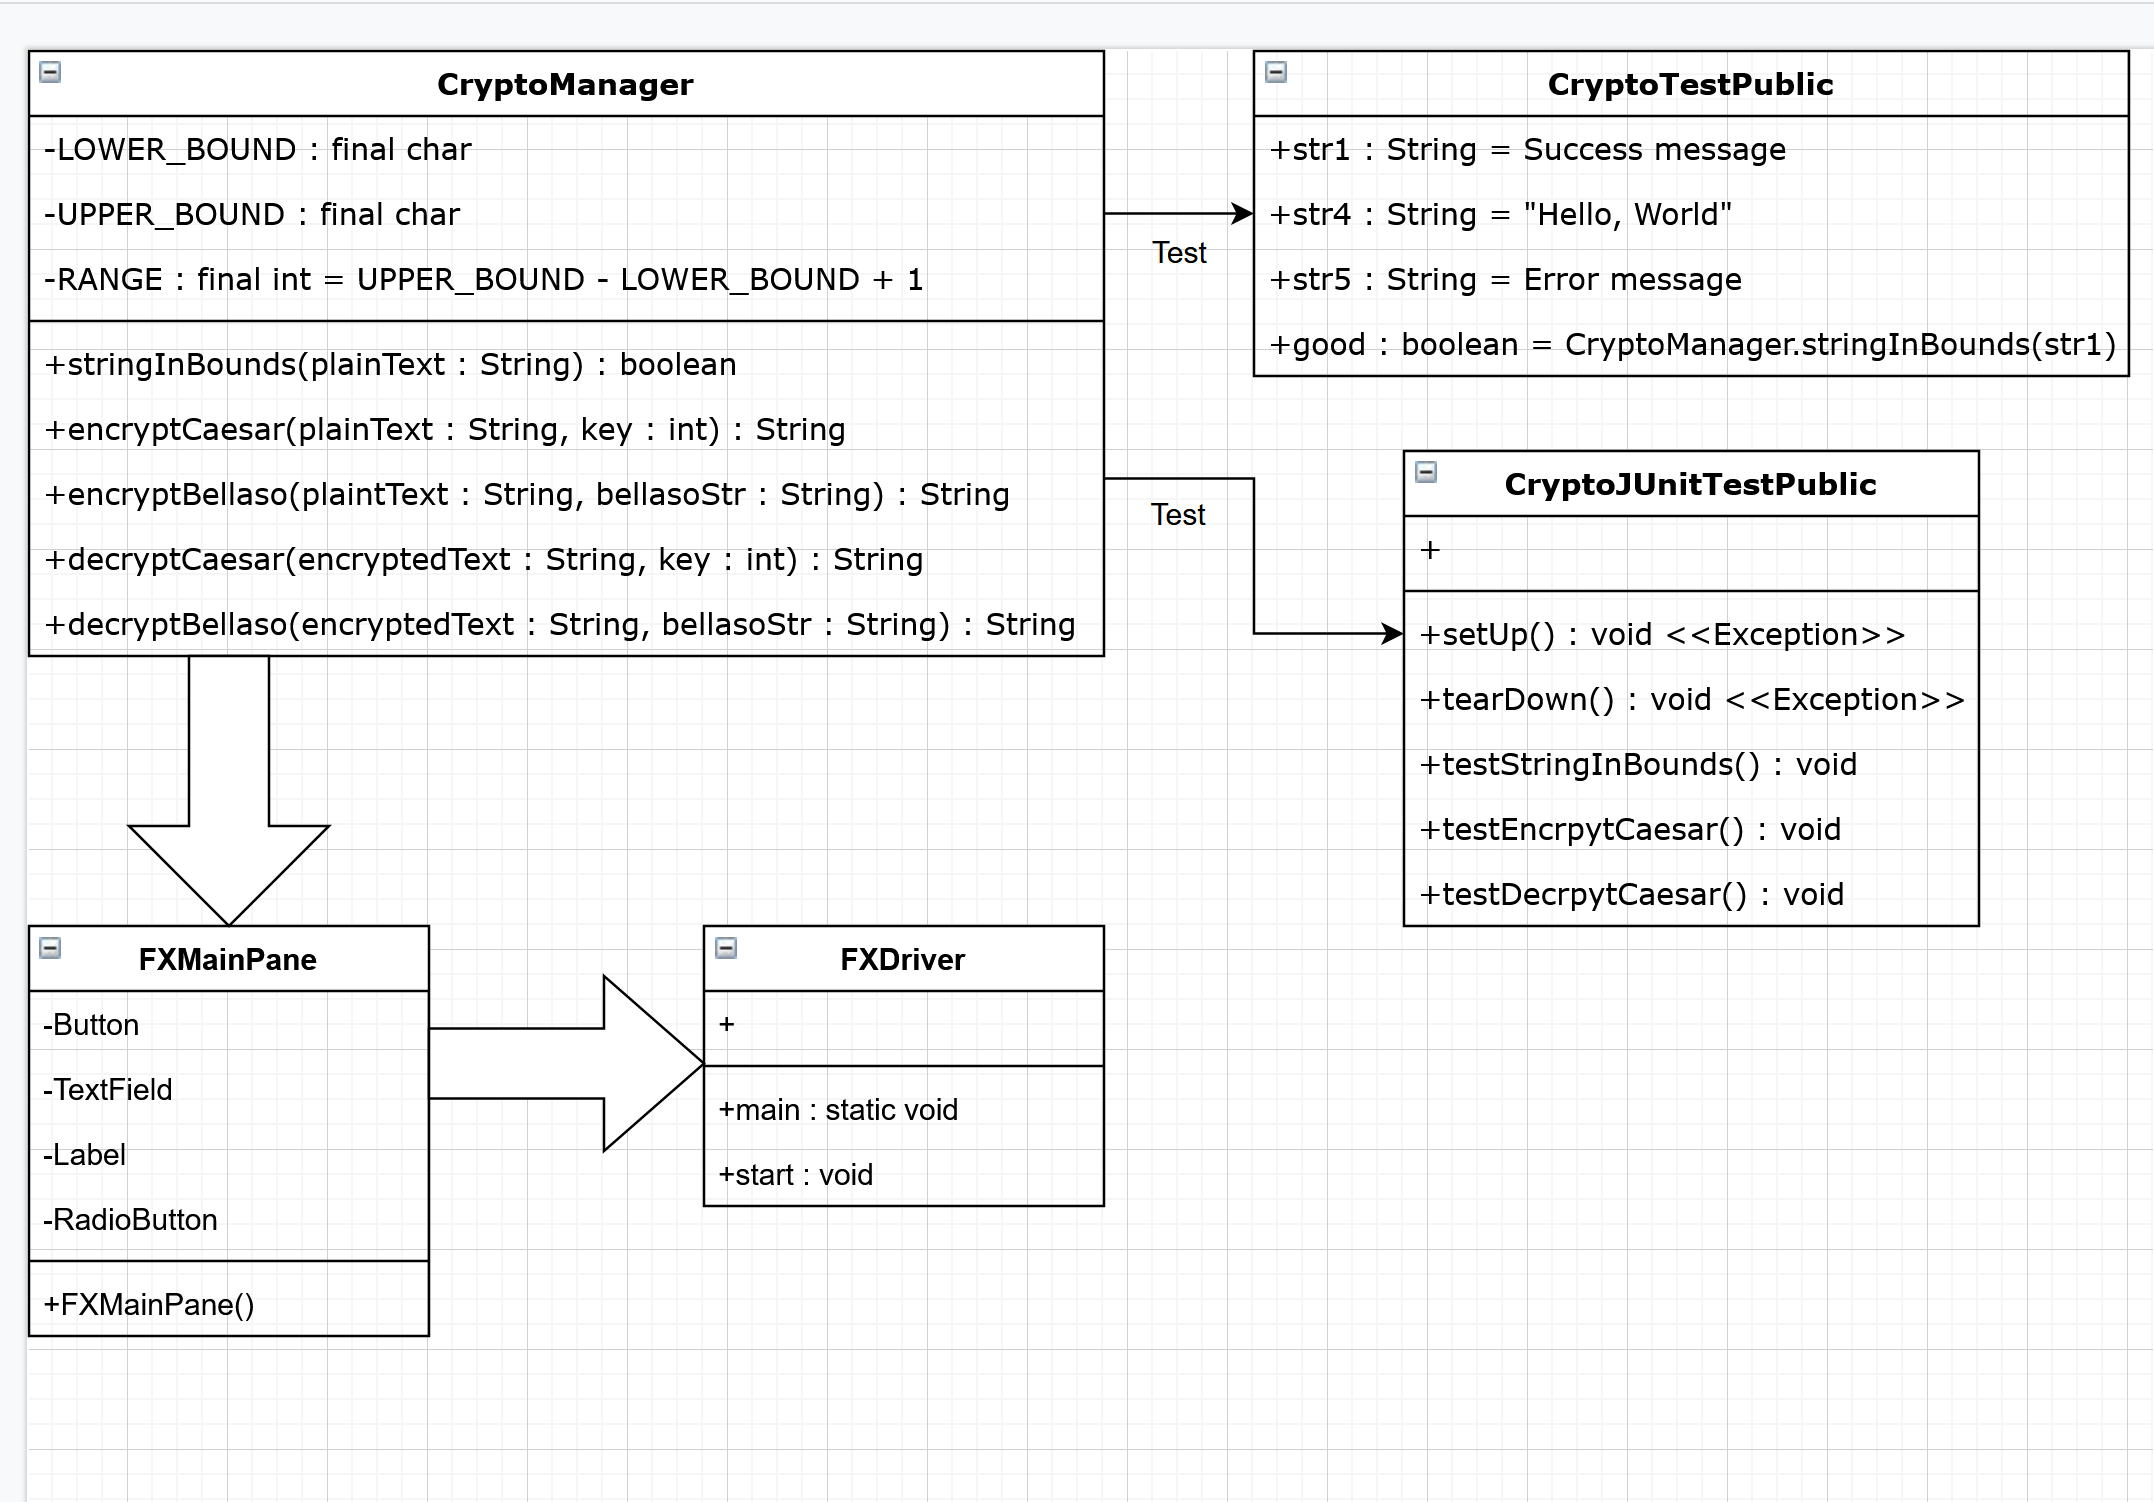 CryptoManager
-LOWER_BOUND : final char
-UPPER_BOUND : final char
-RANGE : final int = UPPER_BOUND - LOWER_BOUND + 1
+stringInBounds(plainText : String) : boolean
+encryptCaesar(plainText : String, key : int) : String
+encryptBellaso(plaintText : String, bellasoStr : String) : String
+decryptCaesar(encryptedText : String, key : int) : String
+decryptBellaso(encryptedText : String, bellasoStr : String) : String
Test
CryptoTestPublic
+str1 : String = Success message
+str4 : String = "Hello, World"
+str5 : String = Error message
+good : boolean = CryptoManager.stringInBounds(str1)
Test
CryptoJUnitTestPublic
+
+setUp() : void <<Exception>>
+tearDown() : void <<Exception>>
+testStringInBounds() : void
+testEncrpytCaesar() : void
+testDecrpytCaesar() : void
FXMainPane
-Button
-TextField
-Label
-RadioButton
+FXMainPane()
FXDriver
+
+main : static void
+start : void